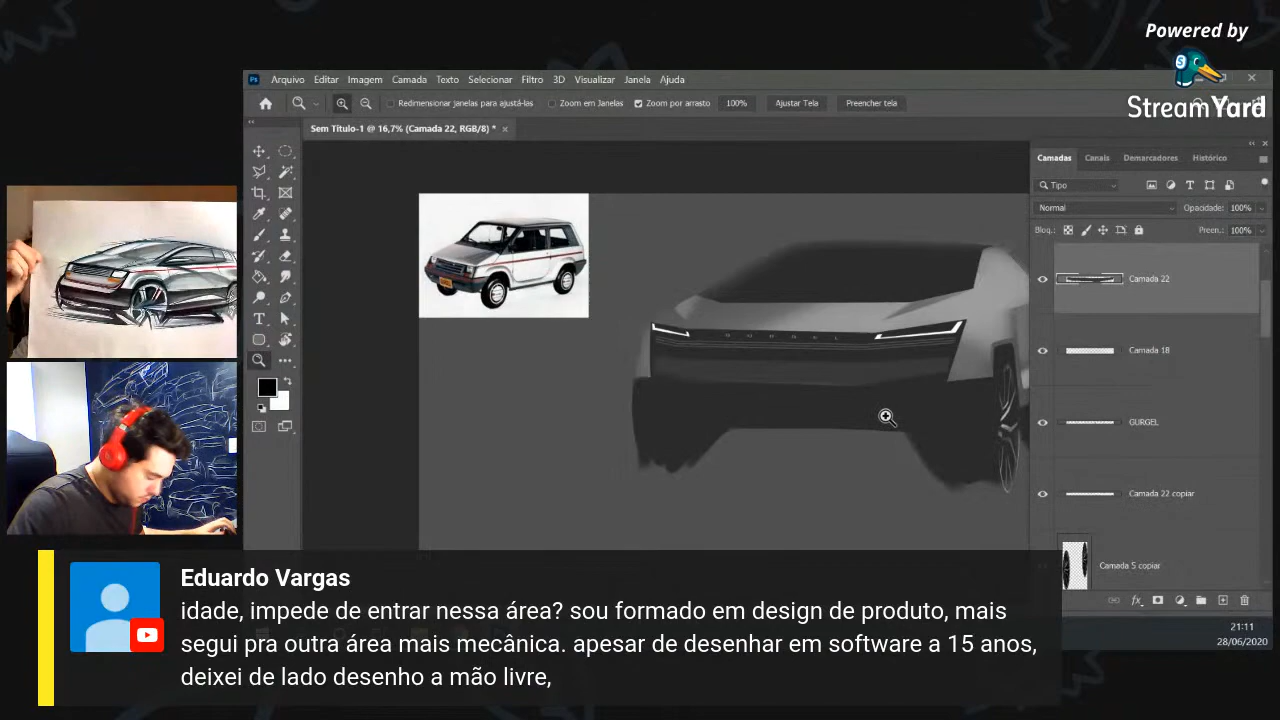 Powered by
StreamYard
Ps Arquivo Editar Imagem Camada Texto Selecionar Filtro 3D Visualizar Janela Ajuda
Redimensionar janelas para ajustá-las Zoom em Janelas Zoom por arrasto 100% Ajustar Tela Preencher tela
Sem Título-1 @ 16,7% (Camada 22, RGB/8) *
Camadas Canais Demarcadores Histórico
Tipo
Normal Opacidade: 100%
Bloq.: Preen.: 100%
Camada 22
Camada 18
GURGEL
Camada 22 copiar
Camada 5 copiar
GURGEL
fx
21:11
28/06/2020
Eduardo Vargas
idade, impede de entrar nessa área? sou formado em design de produto, mais
segui pra outra área mais mecânica. apesar de desenhar em software a 15 anos,
deixei de lado desenho a mão livre,